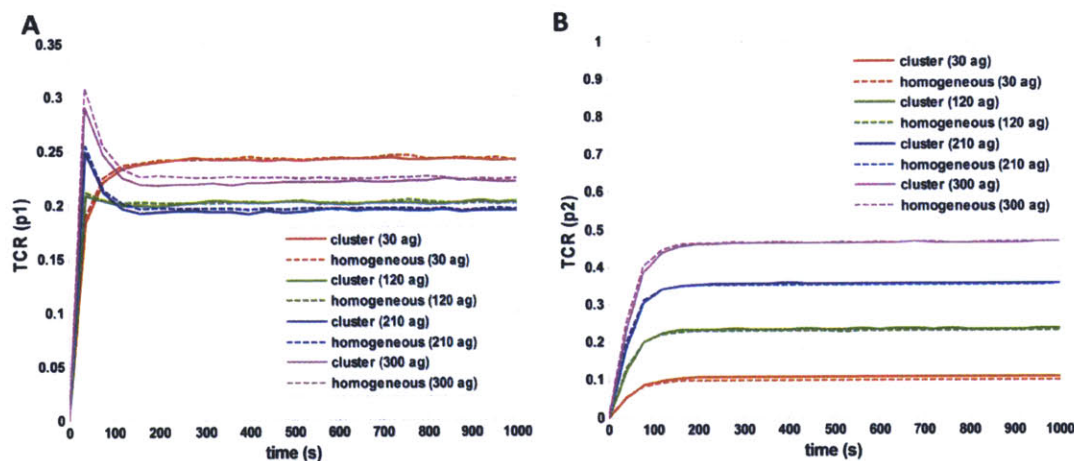 A
0.35
0.3
0.25
0.2
0.15
0.1
0.05
0
TCR (p1)
cluster (30 ag)
homogeneous (30 ag)
cluster (120 ag)
homogeneous (120 ag)
cluster (210 ag)
homogeneous (210 ag)
cluster (300 ag)
homogeneous (300 ag)
0 100 200 300 400 500 600 700 800 900 1000
time (s)
B
1
0.9
0.8
0.7
0.6
0.5
0.4
0.3
0.2
0.1
0
TCR (p2)
cluster (30 ag)
homogeneous (30 ag)
cluster (120 ag)
homogeneous (120 ag)
cluster (210 ag)
homogeneous (210 ag)
cluster (300 ag)
homogeneous (300 ag)
0 100 200 300 400 500 600 700 800 900 1000
time (s)